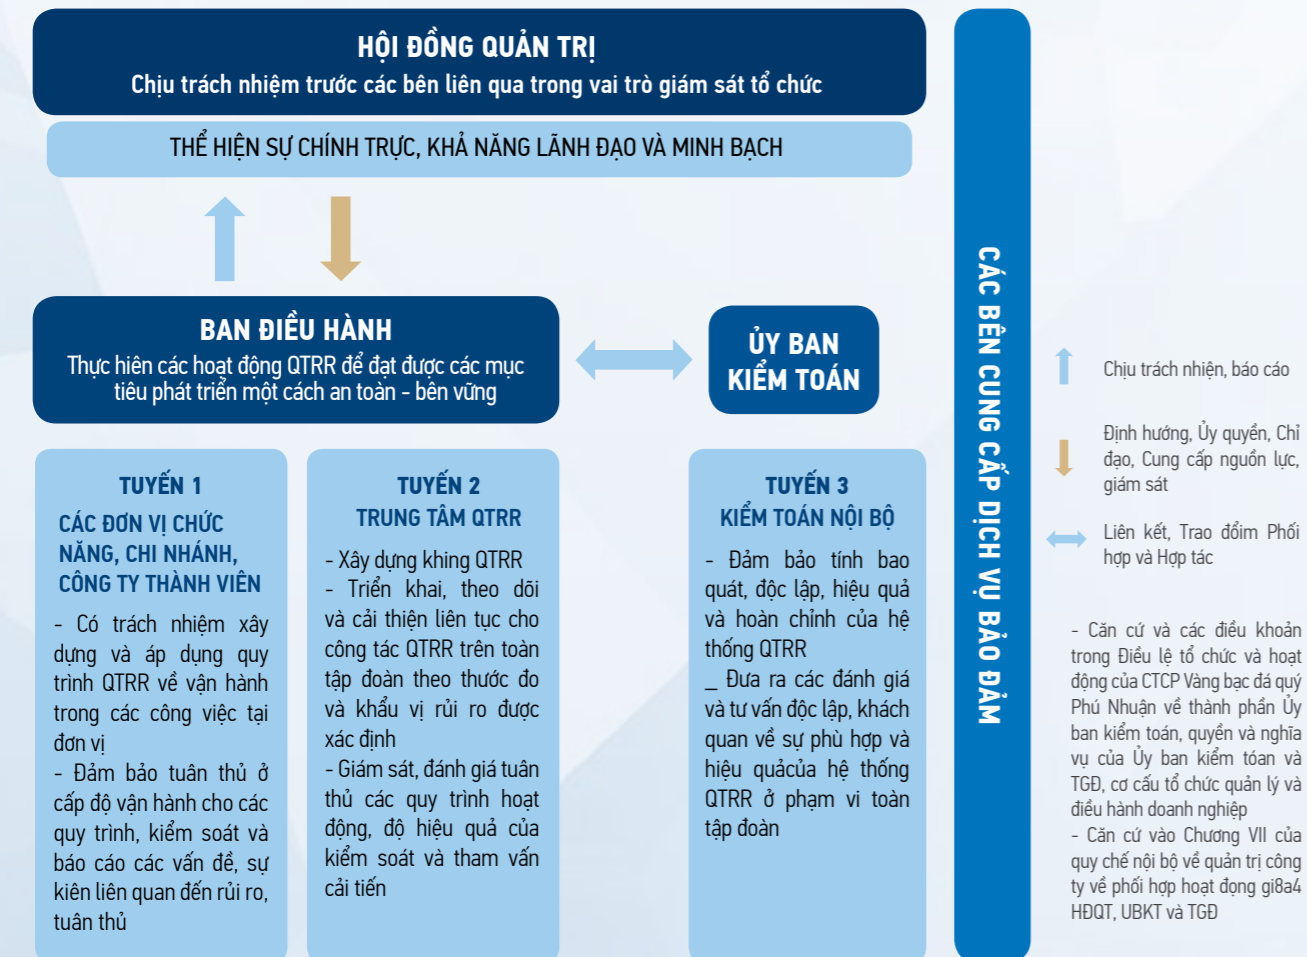 HỘI ĐỒNG QUẢN TRỊ
Chịu trách nhiệm trước các bên liên qua trong vai trò giám sát tổ chức
THỂ HIỆN SỰ CHÍNH TRỰC, KHẢ NĂNG LÃNH ĐẠO VÀ MINH BẠCH
BAN ĐIỀU HÀNH
Thực hiên các hoạt động QTRR để đạt được các mục
tiêu phát triển một cách an toàn - bên vững
ỦY BAN
KIỂM TOÁN
TUYẾN 1
CÁC ĐƠN VỊ CHỨC
NĂNG, CHI NHÁNH,
CÔNG TY THÀNH VIÊN
- Có trách nhiệm xây
dựng và áp dụng quy
trình QTRR về vận hành
trong các công việc tại
đơn vị
- Đảm bảo tuân thủ ở
cấp độ vận hành cho các
quy trình, kiểm soát và
báo cáo các vấn đề, sự
kiên liên quan đến rủi ro,
tuân thủ
TUYẾN 2
TRUNG TÂM QTRR
- Xây dựng khing QTRR
- Triển khai, theo dõi
và cải thiện liên tục cho
công tác QTRR trên toàn
tập đoàn theo thước đo
và khẩu vị rủi ro được
xác định
- Giám sát, đánh giá tuân
thủ các quy trình hoạt
động, độ hiệu quả của
kiểm soát và tham vấn
cải tiến
TUYẾN 3
KIỂM TOÁN NỘI BỘ
- Đảm bảo tính bao
quát, độc lập, hiệu quả
và hoàn chỉnh của hệ
thống QTRR
_ Đưa ra các đánh giá
và tư vấn độc lập, khách
quan về sự phù hợp và
hiệu quảcủa hệ thống
QTRR ở phạm vi toàn
tập đoàn
CÁC BÊN CUNG CẤP DỊCH VỤ BẢO ĐẢM
Chịu trách nhiện, báo cáo
Định hướng, Ủy quyền, Chỉ
đạo, Cung cấp nguồn lực,
giám sát
Liên kết, Trao đổim Phối
hợp và Hợp tác
- Căn cứ và các điều khoản
trong Điều lệ tổ chức và hoạt
động của CTCP Vàng bạc đá quý
Phú Nhuận về thành phần Ủy
ban kiểm toán, quyền và nghĩa
vụ của Ủy ban kiểm tóan và
TGĐ, cơ cấu tổ chức quản lý và
điều hành doanh nghiệp
- Căn cứ vào Chương VII của
quy chế nội bộ về quản trị công
ty về phối hợp hoạt đọng gi8a4
HĐQT, UBKT và TGĐ